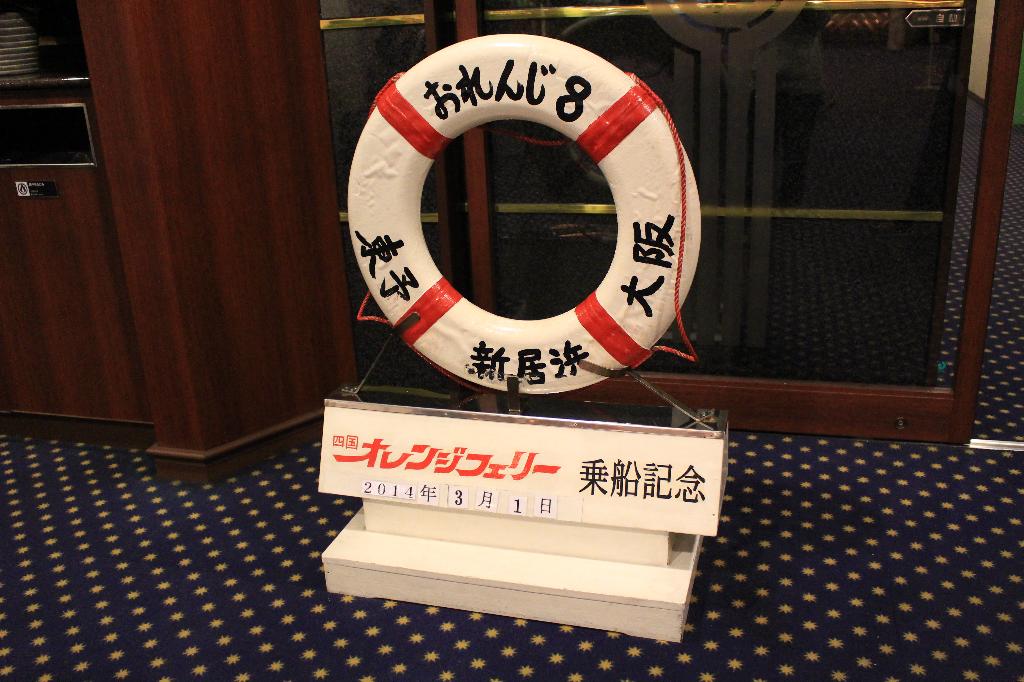 おれんじ 8
大阪
東予
新居浜
四国 オレンジフェリー 乗船記念
2014年 3月 1日